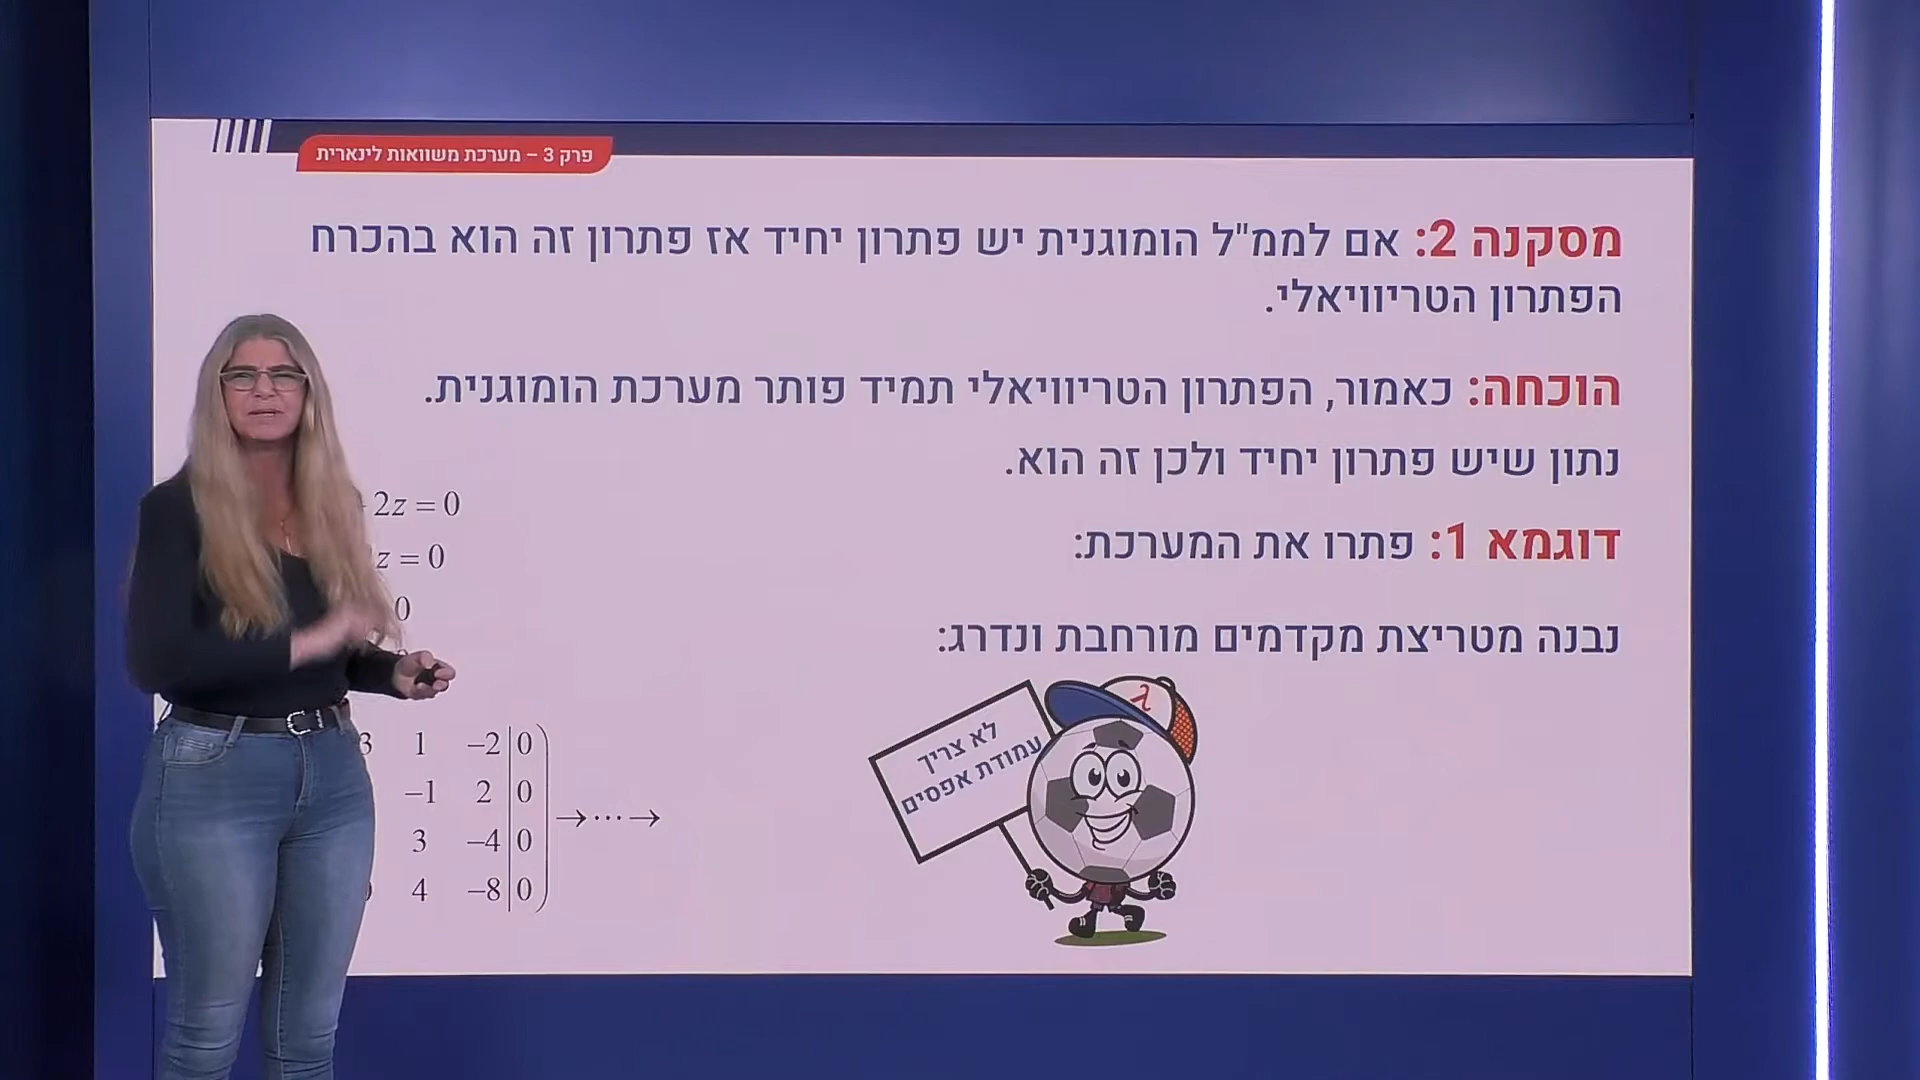 פרק 3 – מערכת משוואות לינארית
מסקנה 2: אם לממ"ל הומוגנית יש פתרון יחיד אז פתרון זה הוא בהכרח
הפתרון הטריוויאלי.
הוכחה: כאמור, הפתרון הטריוויאלי תמיד פותר מערכת הומוגנית.
נתון שיש פתרון יחיד ולכן זה הוא.
2z = 0
דוגמא 1: פתרו את המערכת:
z = 0
0
נבנה מטריצת מקדמים מורחבת ונדרג:
לא צריך
עמודת אפסים
λ
3 1 −2 | 0
−1 2 | 0
→ ⋯ →
3 −4 | 0
4 −8 | 0